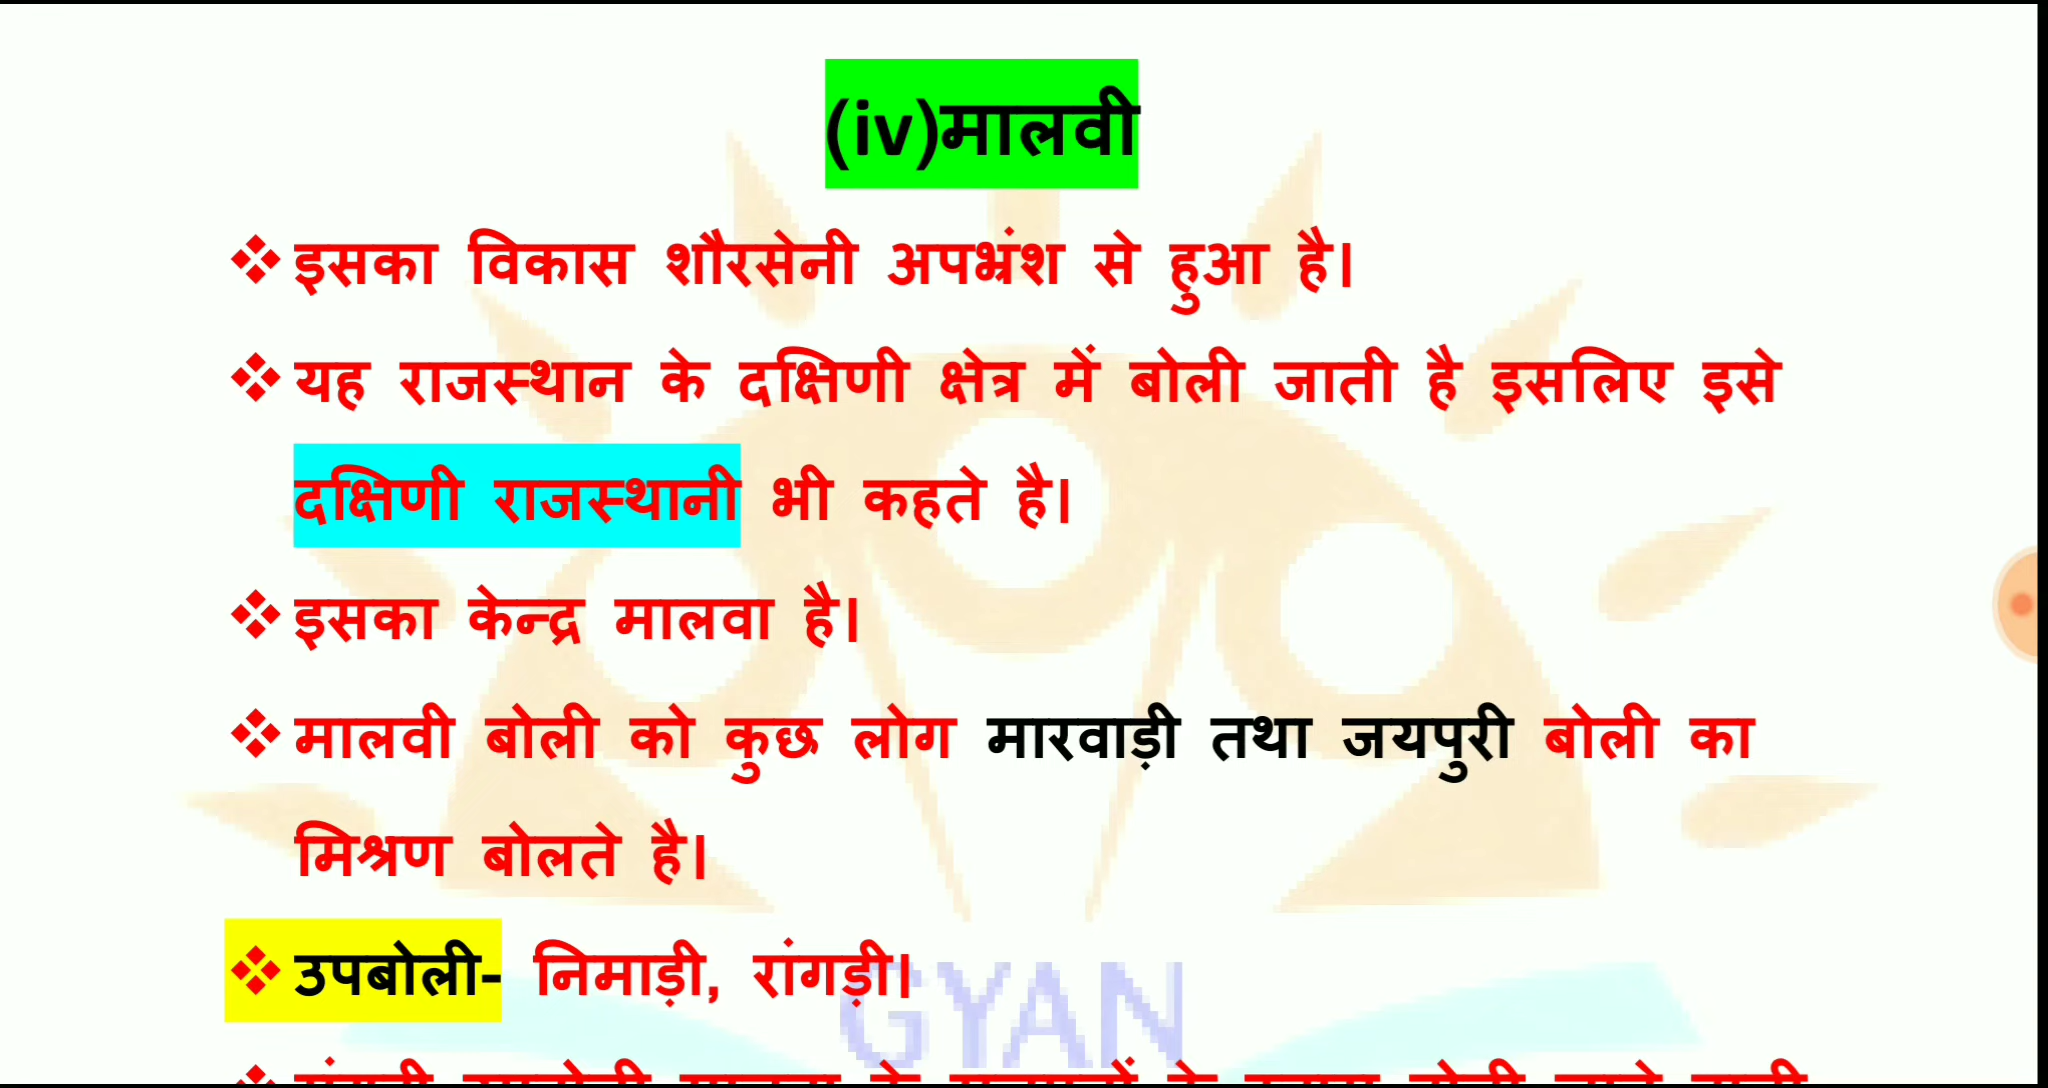 (iv)मालवी
❖ इसका विकास शौरसेनी अपभ्रंश से हुआ है।
❖ यह राजस्थान के दक्षिणी क्षेत्र में बोली जाती है इसलिए इसे
दक्षिणी राजस्थानी भी कहते है।
❖ इसका केन्द्र मालवा है।
❖ मालवी बोली को कुछ लोग मारवाड़ी तथा जयपुरी बोली का
मिश्रण बोलते है।
❖ उपबोली- निमाड़ी, रांगड़ी।
GYAN